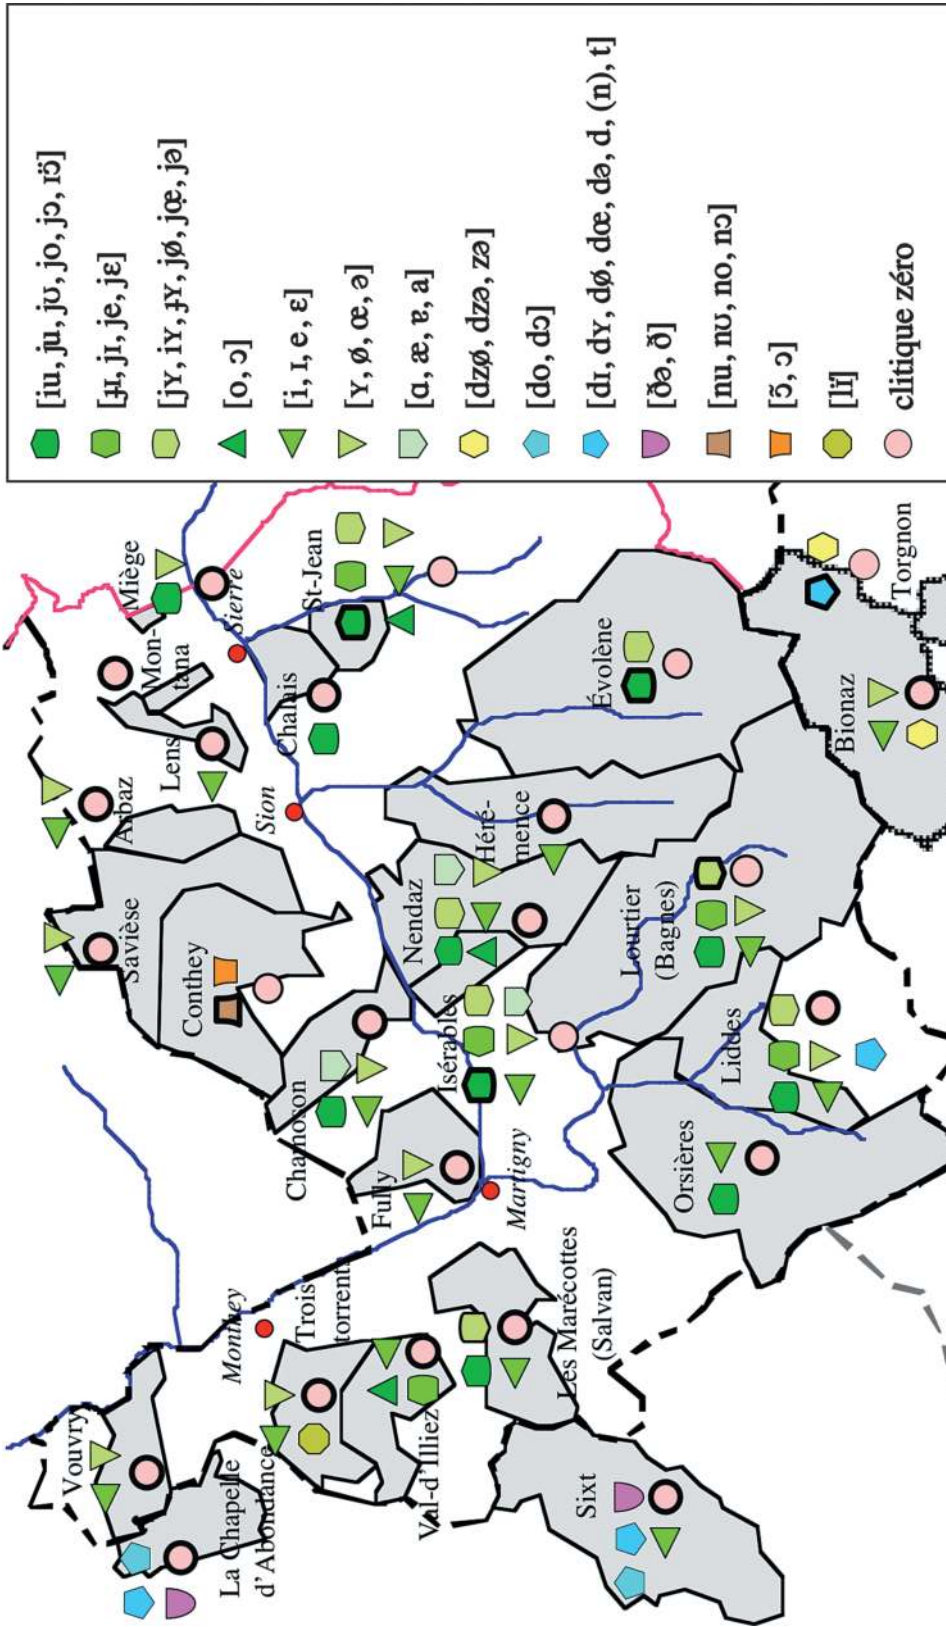 Vouvry
La Chapelle
d'Abondance
Monthey
Trois
torrents
Val-d'Illiez
Les Marécottes
(Salvan)
Sixt
Savièse
Arbaz
Conthey
Chamoson
Fully
Martigny
Isérables
Nendaz
Héré-
mence
Lourtier
(Bagnes)
Liddes
Orsières
Lens
Mon-
tana
Miège
Sierre
Sion
Chalais
St-Jean
Évolène
Bionaz
Torgnon
[iu, ju, jʊ, jo, jɔ, ɪɔ̈]
[ɟɪ, jɪ, je, jɛ]
[jʏ, iʏ, ɟʏ, jø, jœ, jə]
[o, ɔ]
[i, ɪ, e, ɛ]
[ʏ, ø, œ, ə]
[ɑ, æ, ɐ, a]
[dzø, dzə, zə]
[do, dɔ]
[dɪ, dʏ, dø, dœ, də, d, (n), t]
[ðə, ð]
[nu, nʊ, no, nɔ]
[ɔ̃, ɔ]
[lɪ̈]
clitique zéro